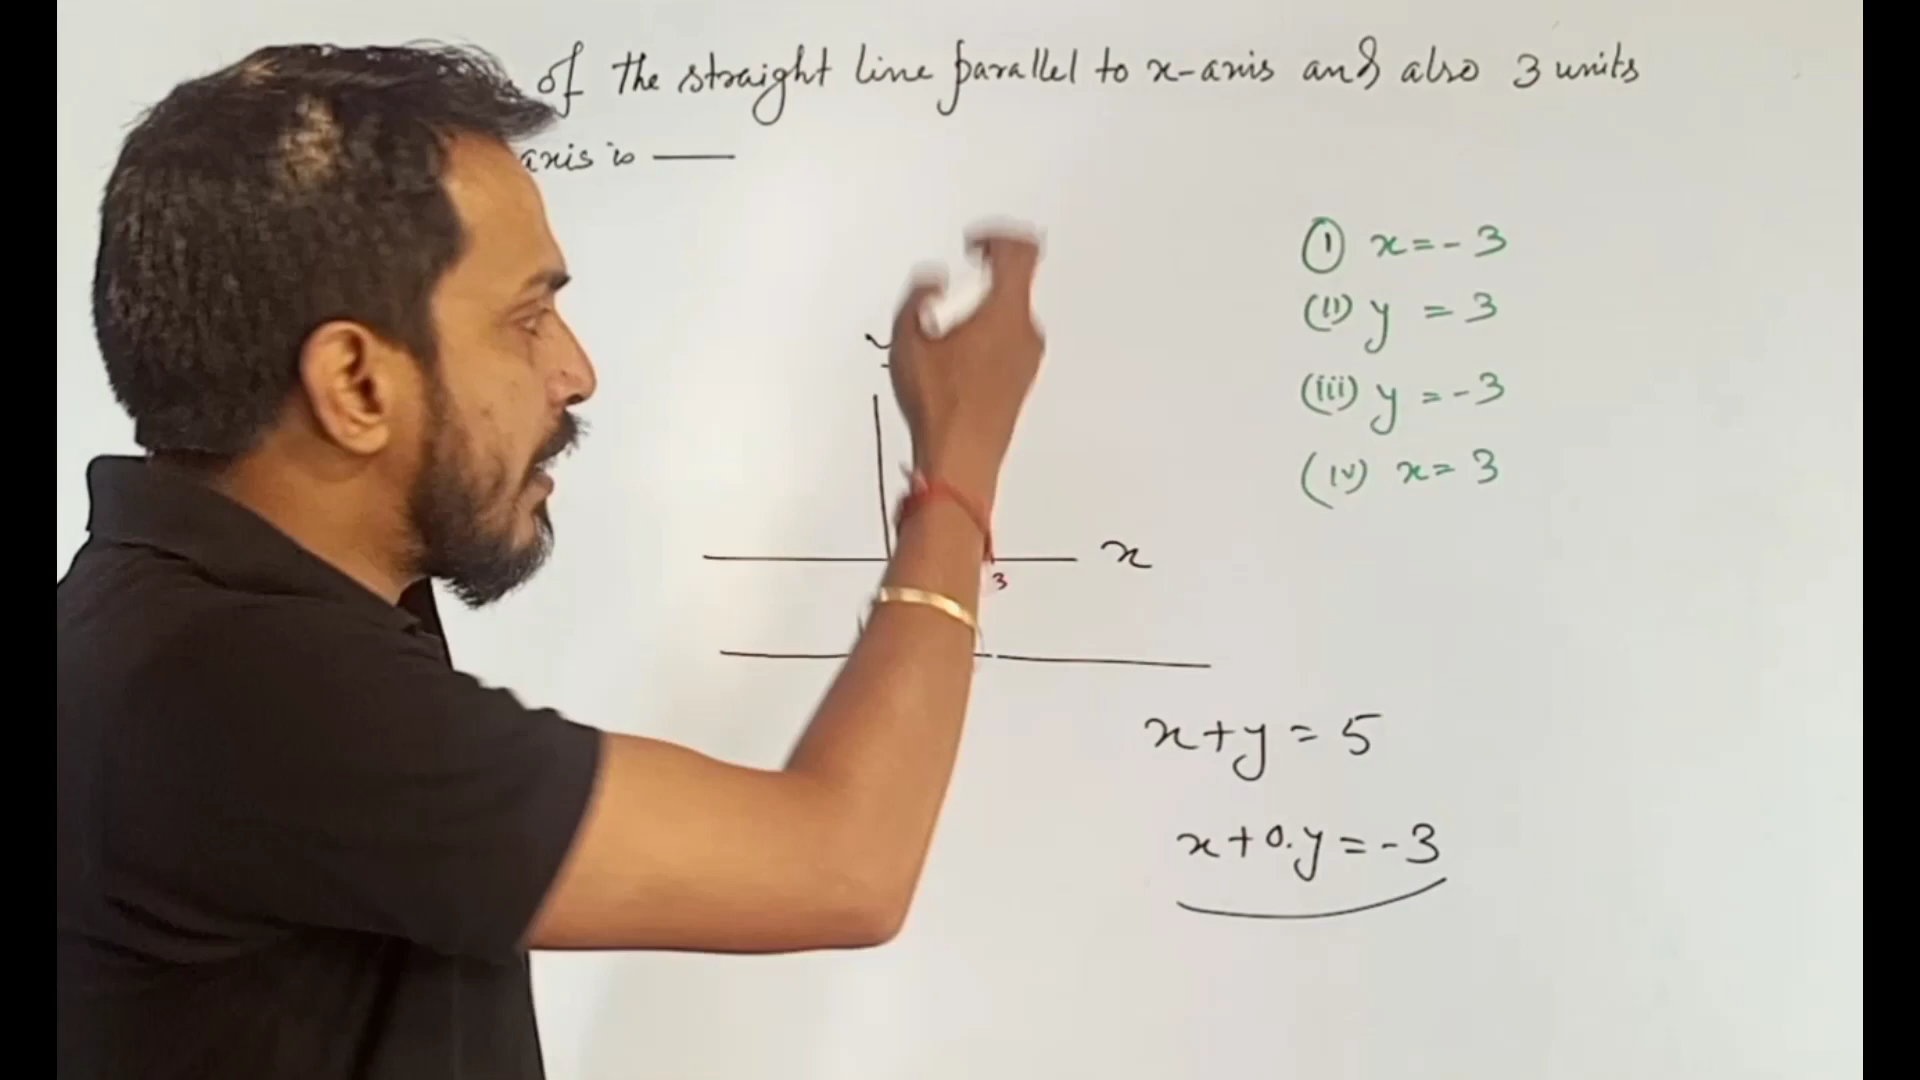 of the straight line parallel to x-axis and also 3 units
axis is ——
(i) x = - 3
(ii) y = 3
(iii) y = - 3
(iv) x = 3
x
3
x + y = 5
x + 0.y = - 3